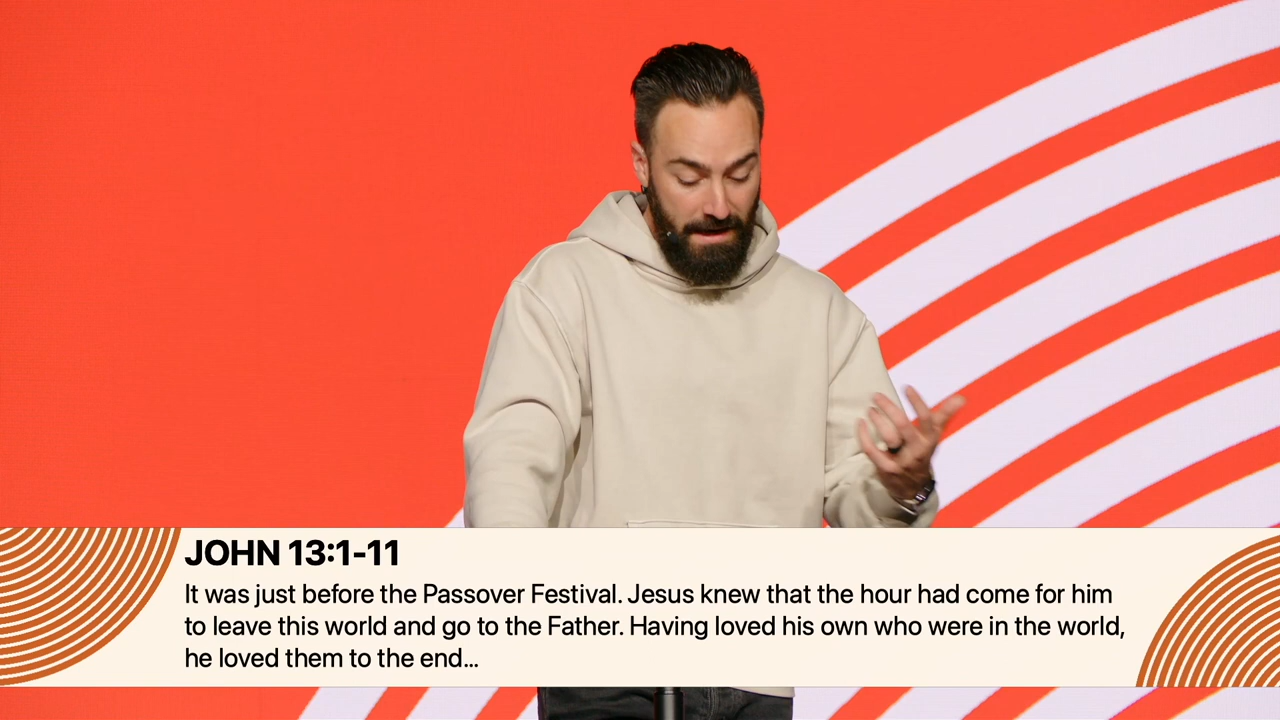 JOHN 13:1-11
It was just before the Passover Festival. Jesus knew that the hour had come for him
to leave this world and go to the Father. Having loved his own who were in the world,
he loved them to the end...